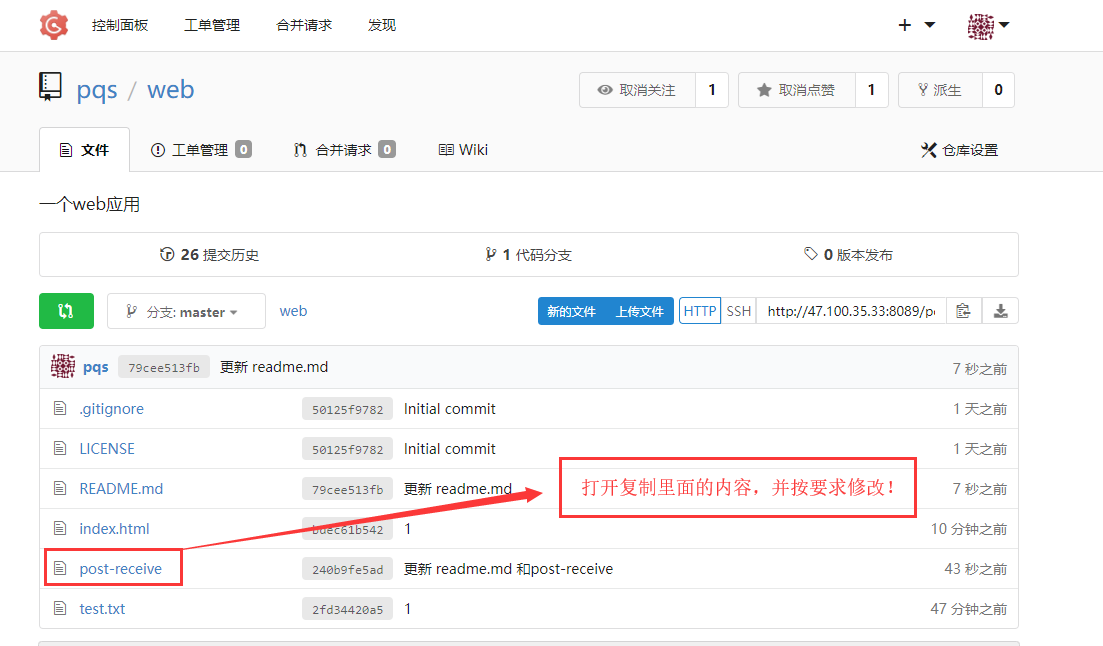 控制面板 工单管理 合并请求 发现
pqs / web 取消关注 1 取消点赞 1 派生 0
文件 工单管理 0 合并请求 0 Wiki 仓库设置
一个web应用
26 提交历史 1 代码分支 0 版本发布
分支: master web 新的文件 上传文件 HTTP SSH http://47.100.35.33:8089/p
pqs 79cee513fb 更新 readme.md 7 秒之前
.gitignore 50125f9782 Initial commit 1 天之前
LICENSE 50125f9782 Initial commit 1 天之前
README.md 79cee513fb 更新 readme.md 7 秒之前
打开复制里面的内容，并按要求修改！
index.html 1 10 分钟之前
post-receive 240b9fe5ad 更新 readme.md 和post-receive 43 秒之前
test.txt 2fd34420a5 1 47 分钟之前